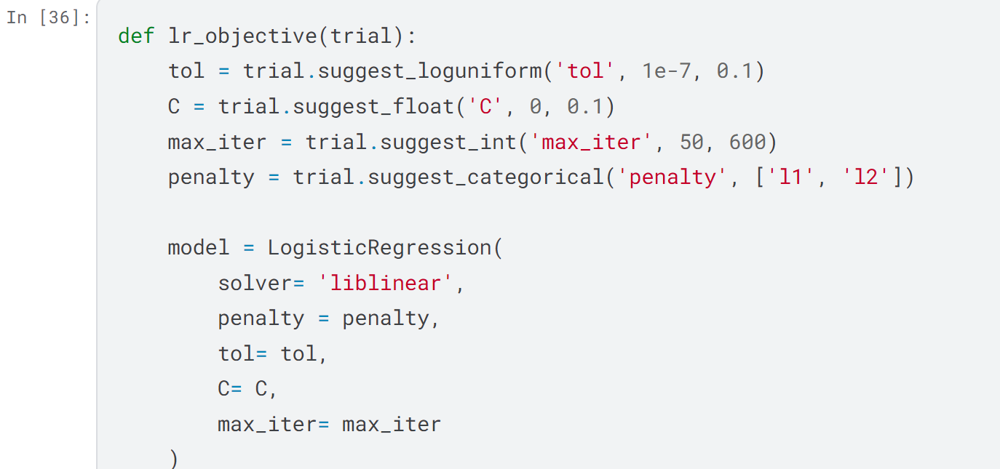 In [36]:
def lr_objective(trial):
    tol = trial.suggest_loguniform('tol', 1e-7, 0.1)
    C = trial.suggest_float('C', 0, 0.1)
    max_iter = trial.suggest_int('max_iter', 50, 600)
    penalty = trial.suggest_categorical('penalty', ['l1', 'l2'])
    model = LogisticRegression(
        solver= 'liblinear',
        penalty = penalty,
        tol= tol,
        C= C,
        max_iter= max_iter
    )